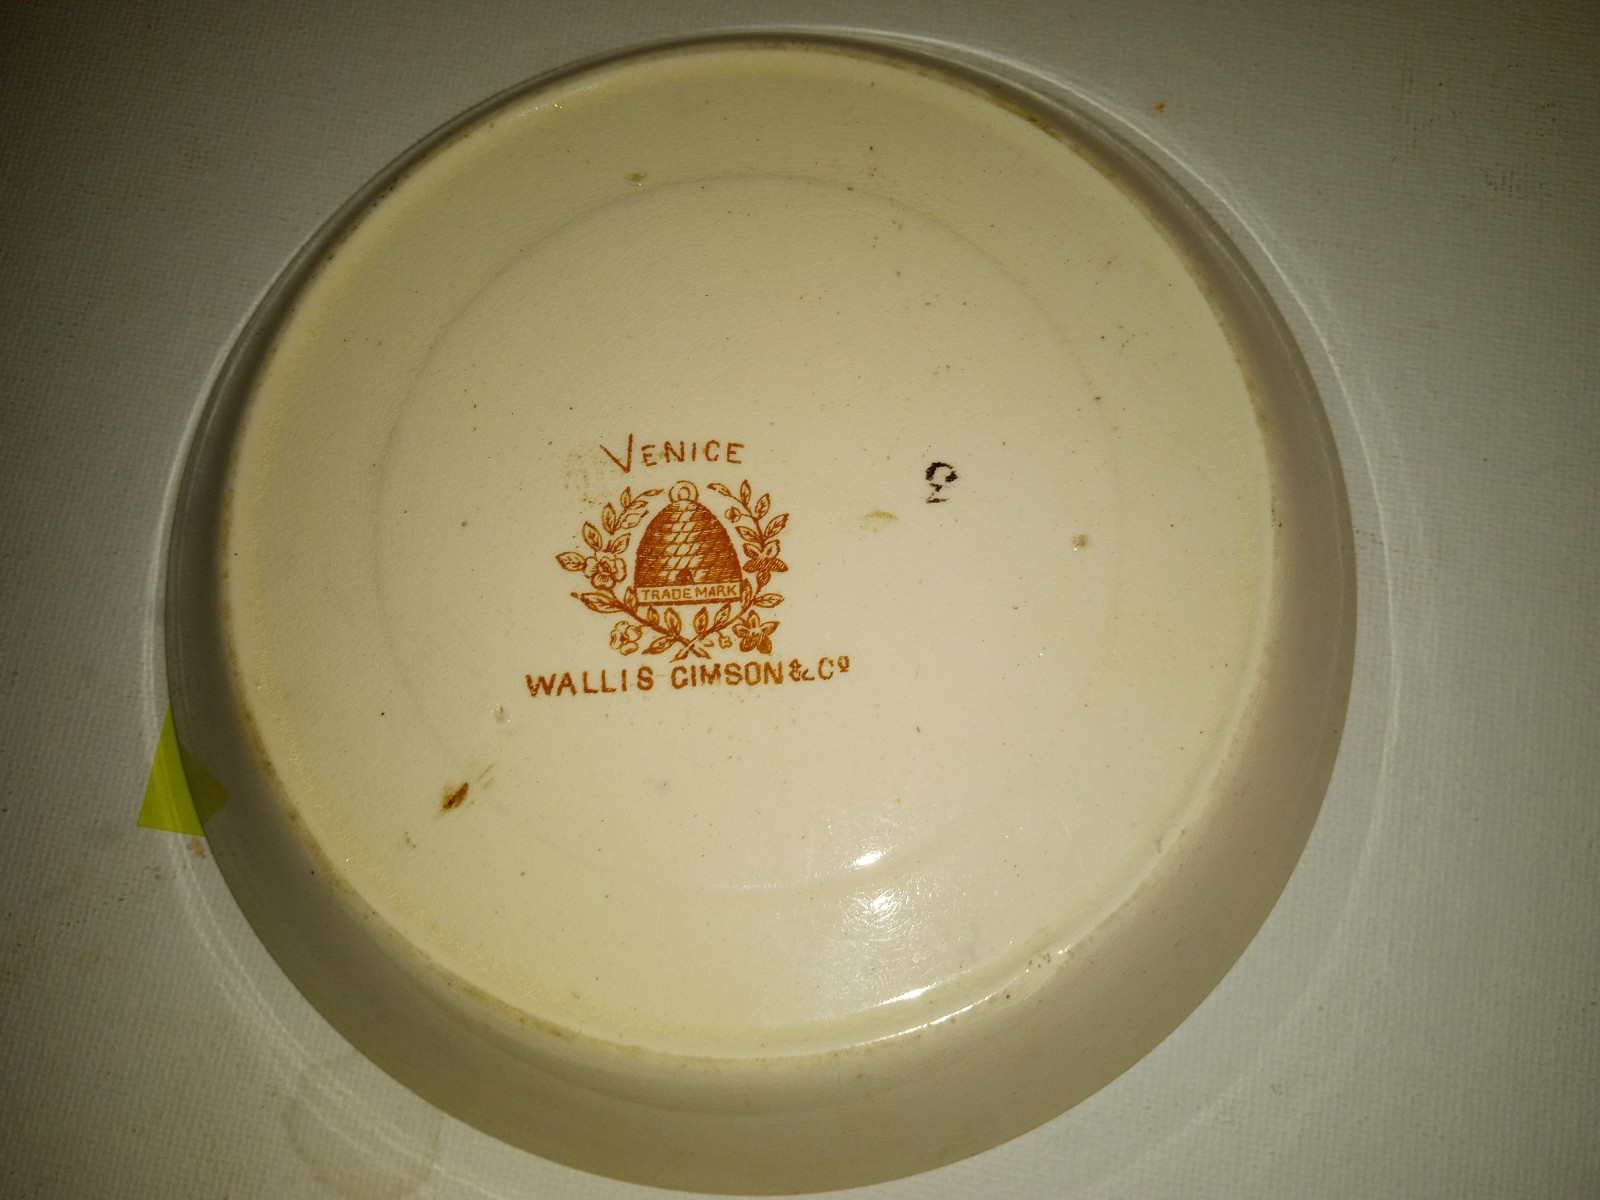 VENICE
TRADE MARK
WALLIS GIMSON & Cº